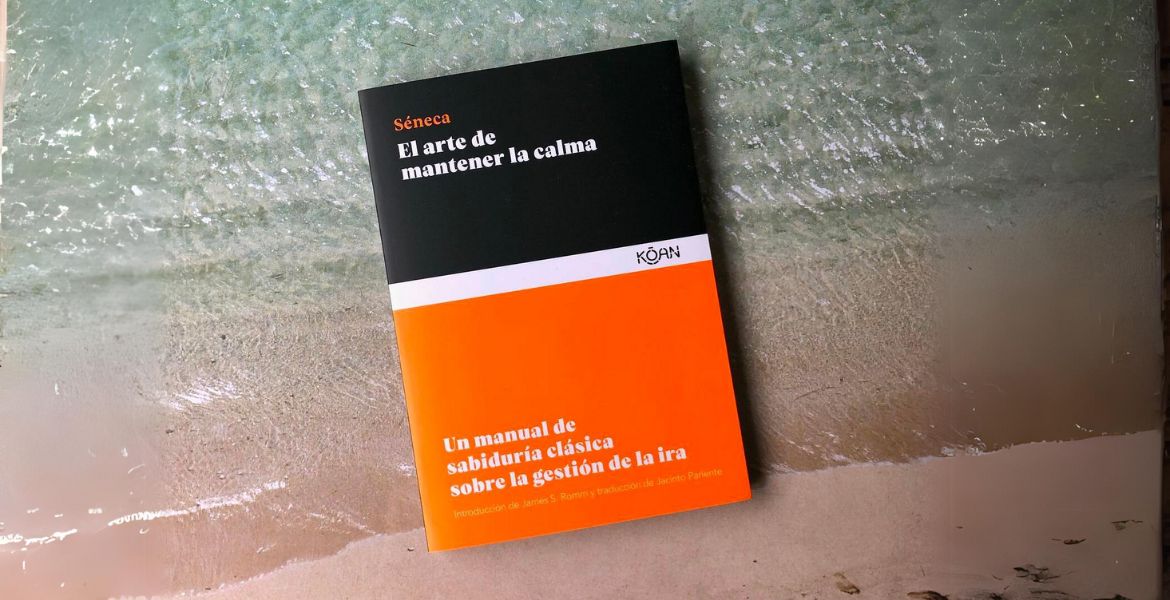 Séneca
El arte de
mantener la calma
KŌAN
Un manual de
sabiduría clásica
sobre la gestión de la ira
Introducción de James S. Romm y traducción de Jacinto Pariente